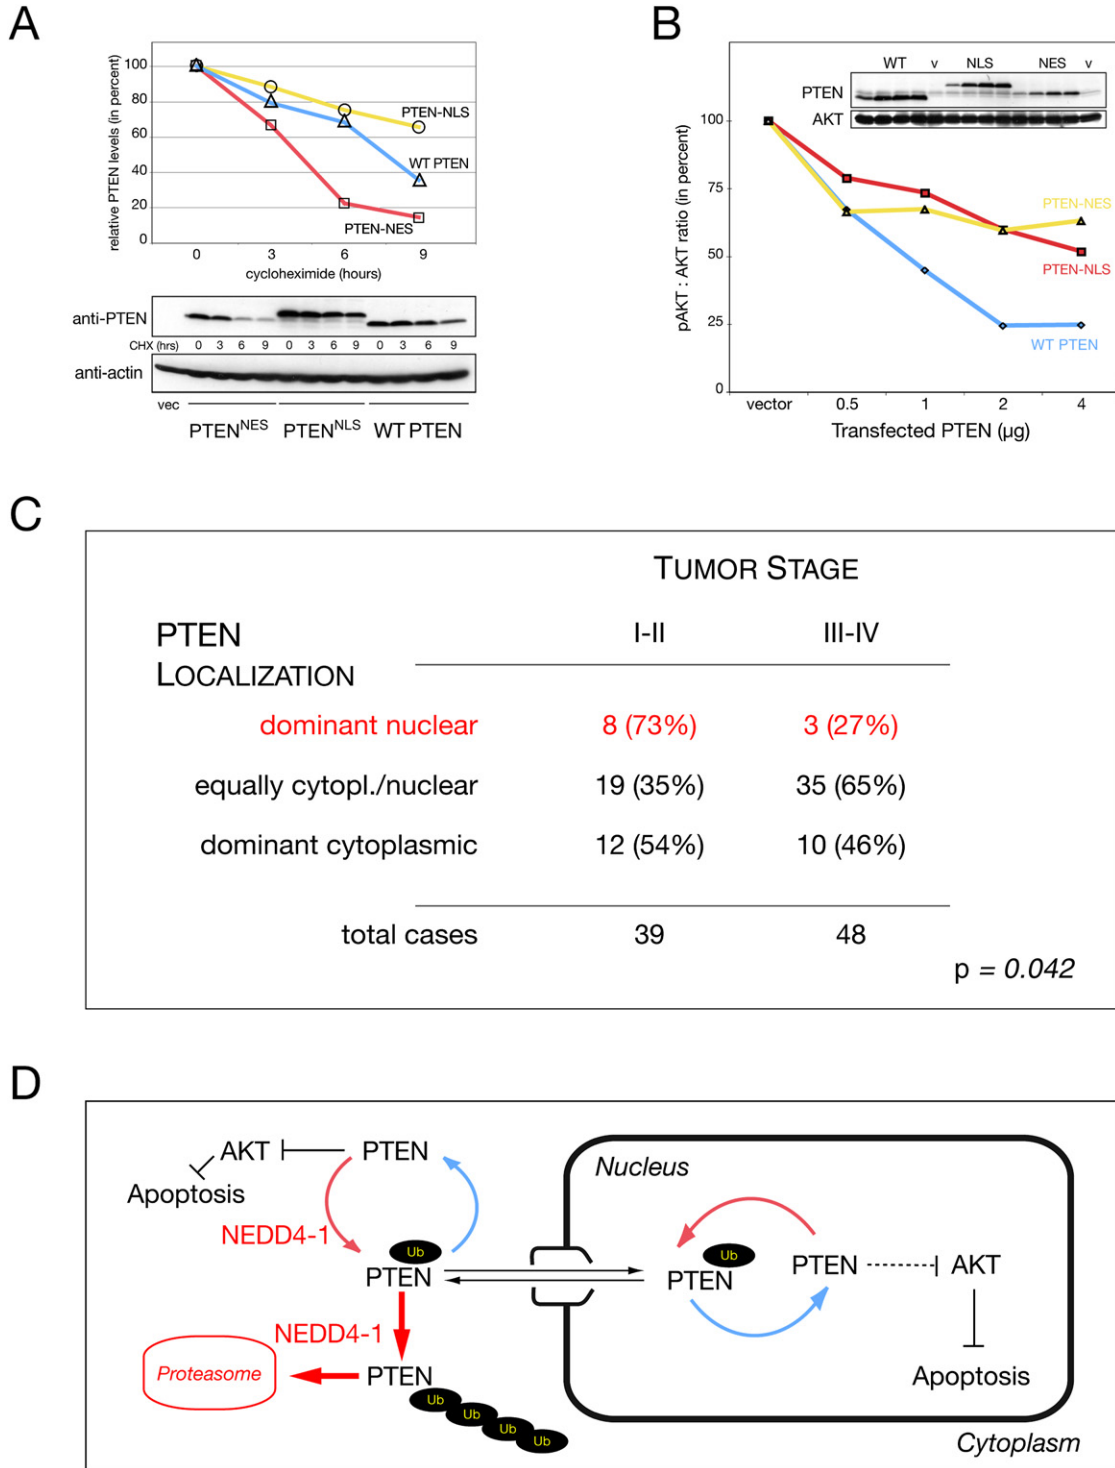 A
relative PTEN levels (in percent)
100
80
60
40
20
0
PTEN-NLS
WT PTEN
PTEN-NES
0 3 6 9
cycloheximide (hours)
anti-PTEN
CHX (hrs) 0 3 6 9 0 3 6 9 0 3 6 9
anti-actin
vec
PTEN^NES PTEN^NLS WT PTEN
B
pAKT : AKT ratio (in percent)
100
75
50
25
0
WT v NLS NES v
PTEN
AKT
PTEN-NES
PTEN-NLS
WT PTEN
vector 0.5 1 2 4
Transfected PTEN (µg)
C
TUMOR STAGE
PTEN I-II III-IV
LOCALIZATION
dominant nuclear 8 (73%) 3 (27%)
equally cytopl./nuclear 19 (35%) 35 (65%)
dominant cytoplasmic 12 (54%) 10 (46%)
total cases 39 48
p = 0.042
D
AKT PTEN
Apoptosis
NEDD4-1
Ub
PTEN
NEDD4-1
Proteasome
PTEN
Ub
Ub
Ub
Ub
Nucleus
Ub
PTEN
PTEN AKT
Apoptosis
Cytoplasm